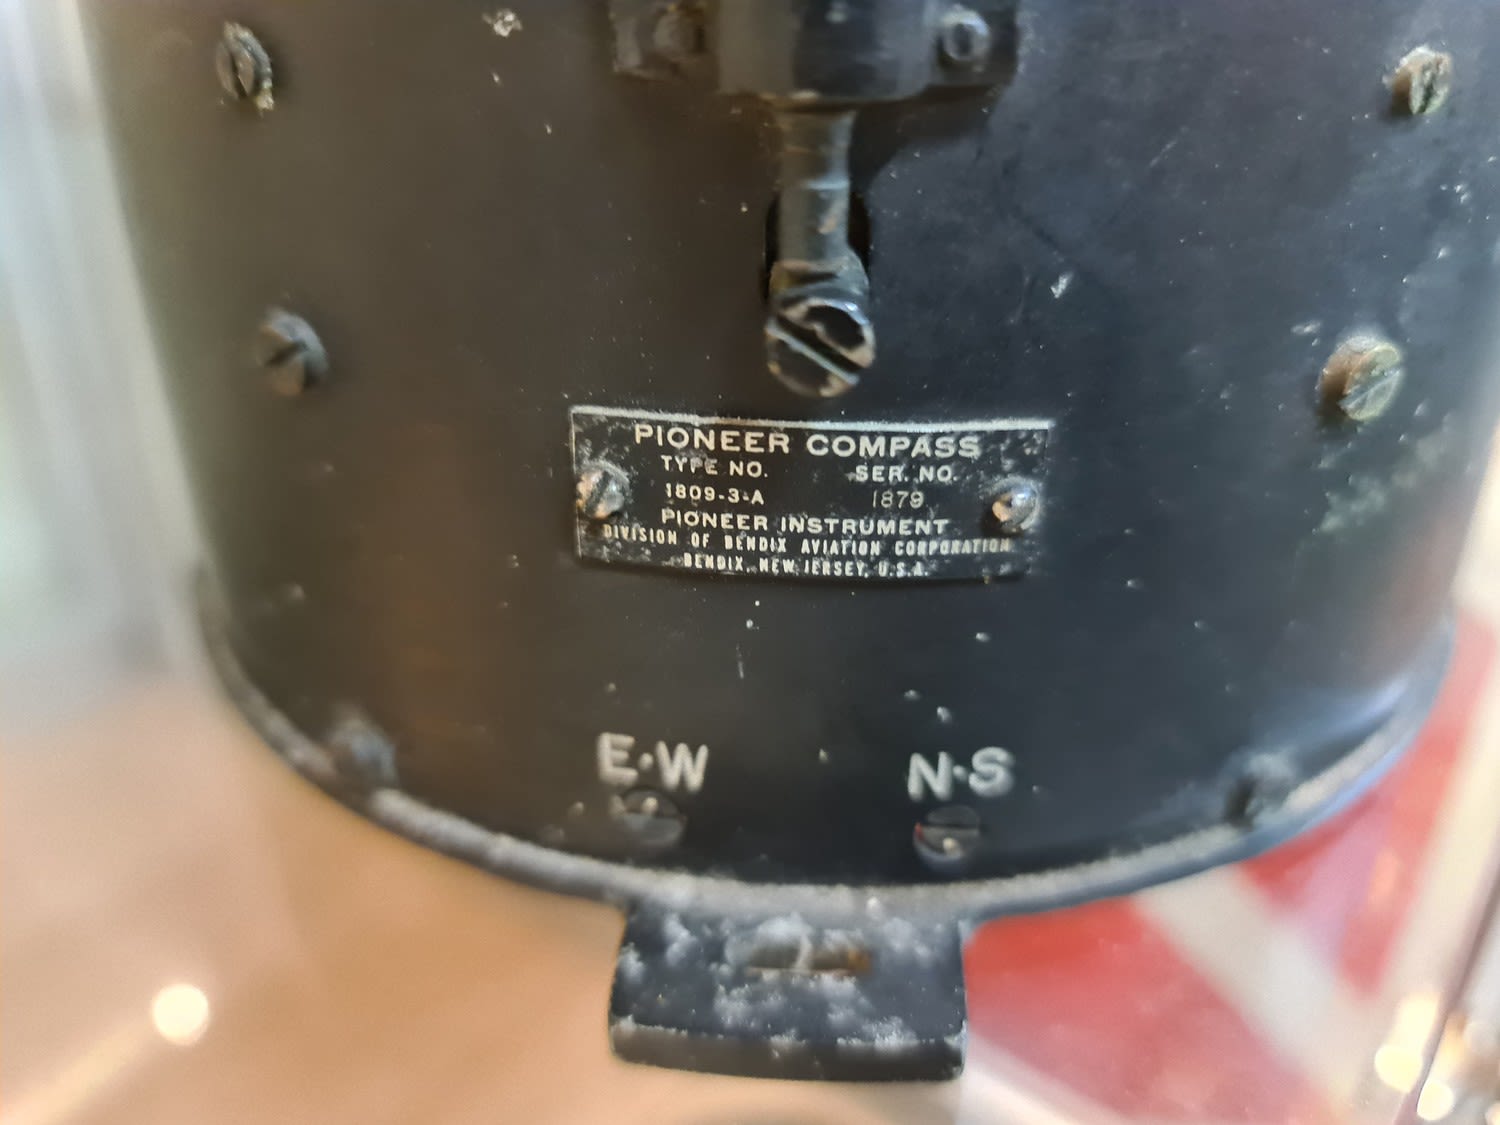 PIONEER COMPASS
TYPE NO. SER. NO.
1809-3-A 1879
PIONEER INSTRUMENT
DIVISION OF BENDIX AVIATION CORPORATION
BENDIX, NEW JERSEY, U.S.A.
E·W N·S